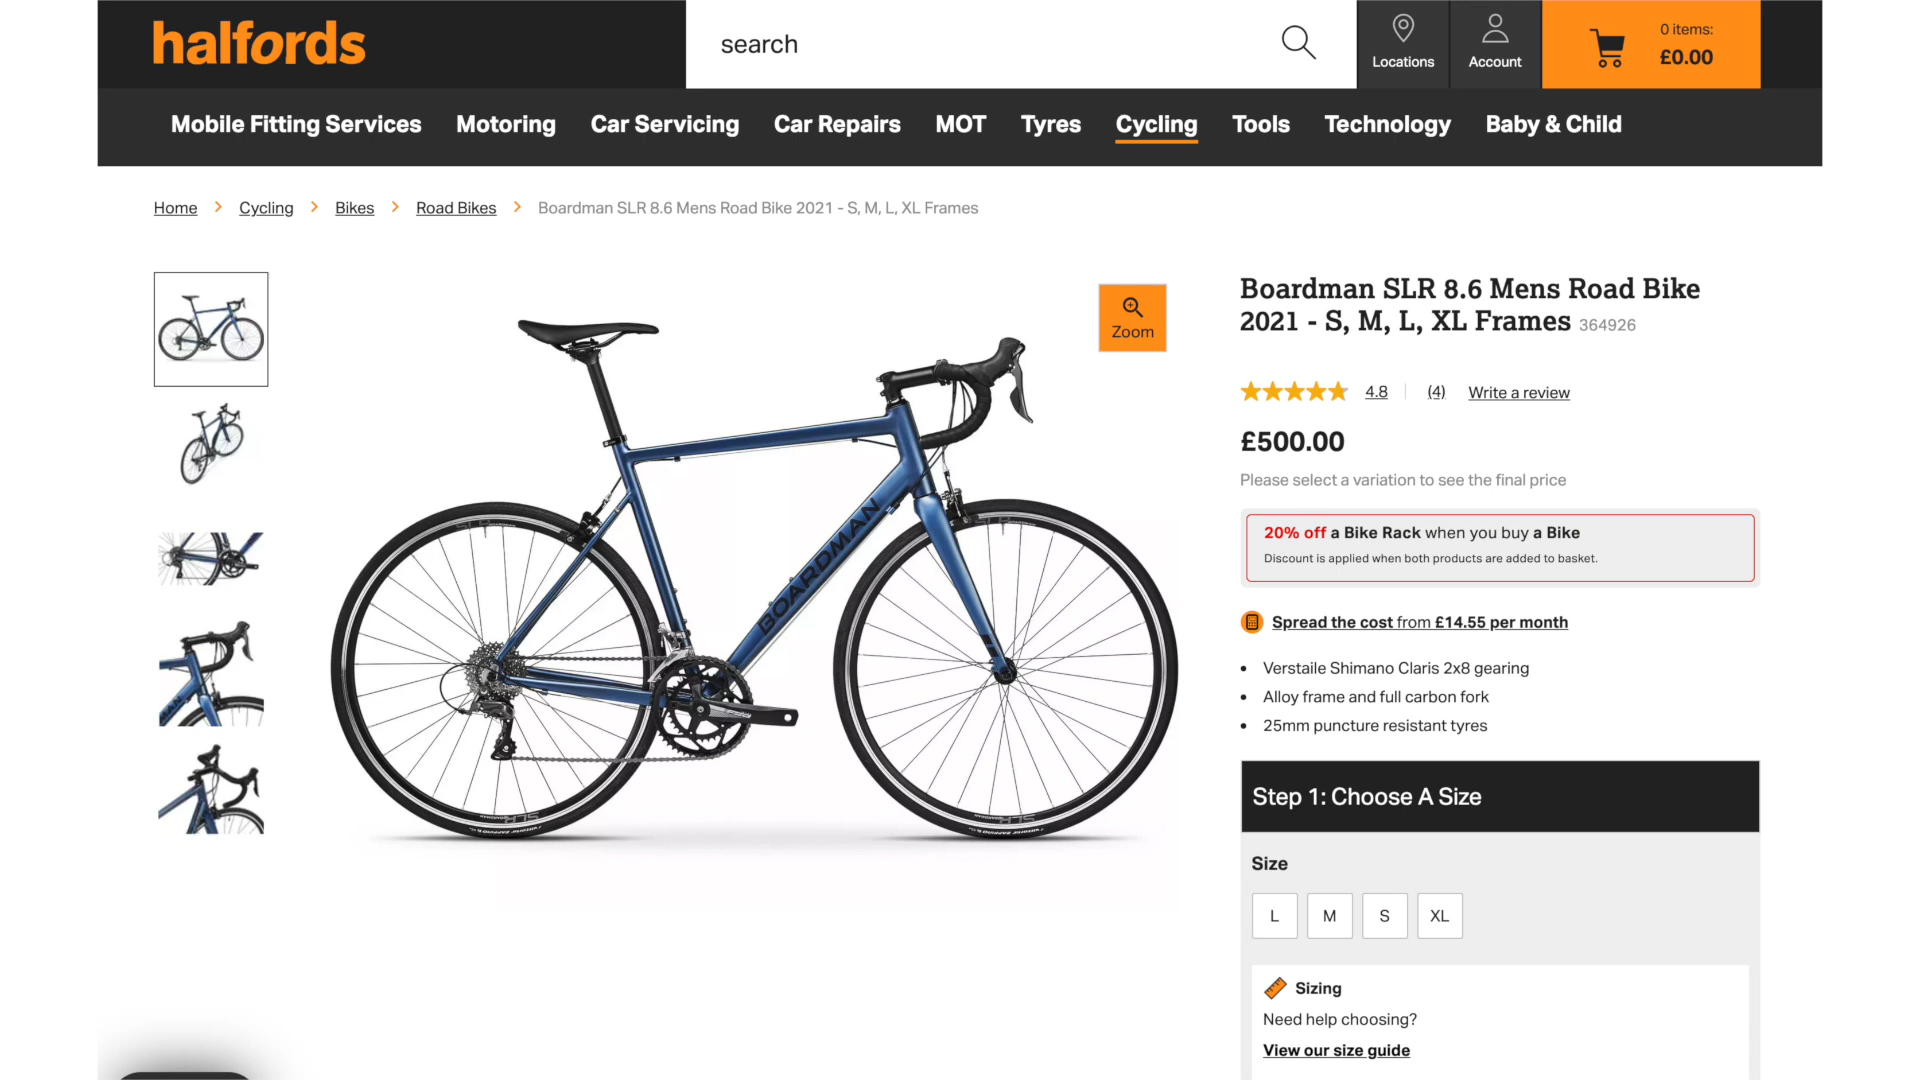 halfords
search
Locations
Account
0 items:
£0.00
Mobile Fitting Services Motoring Car Servicing Car Repairs MOT Tyres Cycling Tools Technology Baby & Child
Home > Cycling > Bikes > Road Bikes > Boardman SLR 8.6 Mens Road Bike 2021 - S, M, L, XL Frames
Zoom
BOARDMAN
Boardman SLR 8.6 Mens Road Bike
2021 - S, M, L, XL Frames 364926
4.8 (4) Write a review
£500.00
Please select a variation to see the final price
20% off a Bike Rack when you buy a Bike
Discount is applied when both products are added to basket.
Spread the cost from £14.55 per month
• Verstaile Shimano Claris 2x8 gearing
• Alloy frame and full carbon fork
• 25mm puncture resistant tyres
Step 1: Choose A Size
Size
L M S XL
Sizing
Need help choosing?
View our size guide